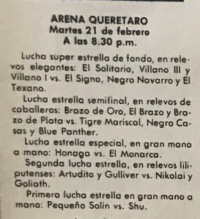 ARENA QUERETARO
Martes 21 de febrero
A las 8.30 p.m.
Lucha super estrella de fondo, en rele-
vos elegantes: El Solitario, Villano III y
Villano I vs. El Signo, Negro Navarro y El
Texano.
Lucha estrella semifinal, en relevos de
caballeros: Brazo de Oro, El Brazo y Bra-
zo de Plata vs. Tigre Mariscal, Negro Ca-
sas y Blue Panther.
Lucha estrella especial, en gran mano
a mano: Honago vs. El Monarca.
Segunda lucha estrella, en relevos lili-
putenses: Artudito y Gulliver vs. Nikolai y
Goliath.
Primero lucha estrella en gran mano a
mano: Pequeño Solín vs. Shu.